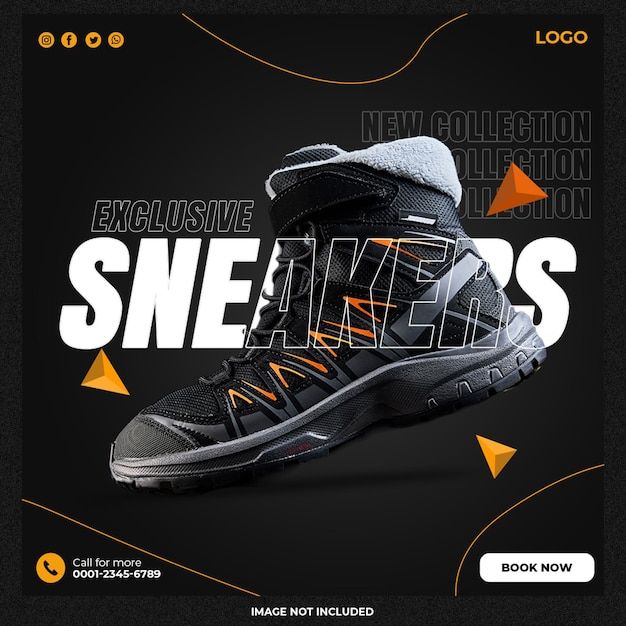 LOGO
NEW COLLECTION
COLLECTION
COLLECTION
EXCLUSIVE
SNEAKERS
Call for more
0001-2345-6789
BOOK NOW
IMAGE NOT INCLUDED